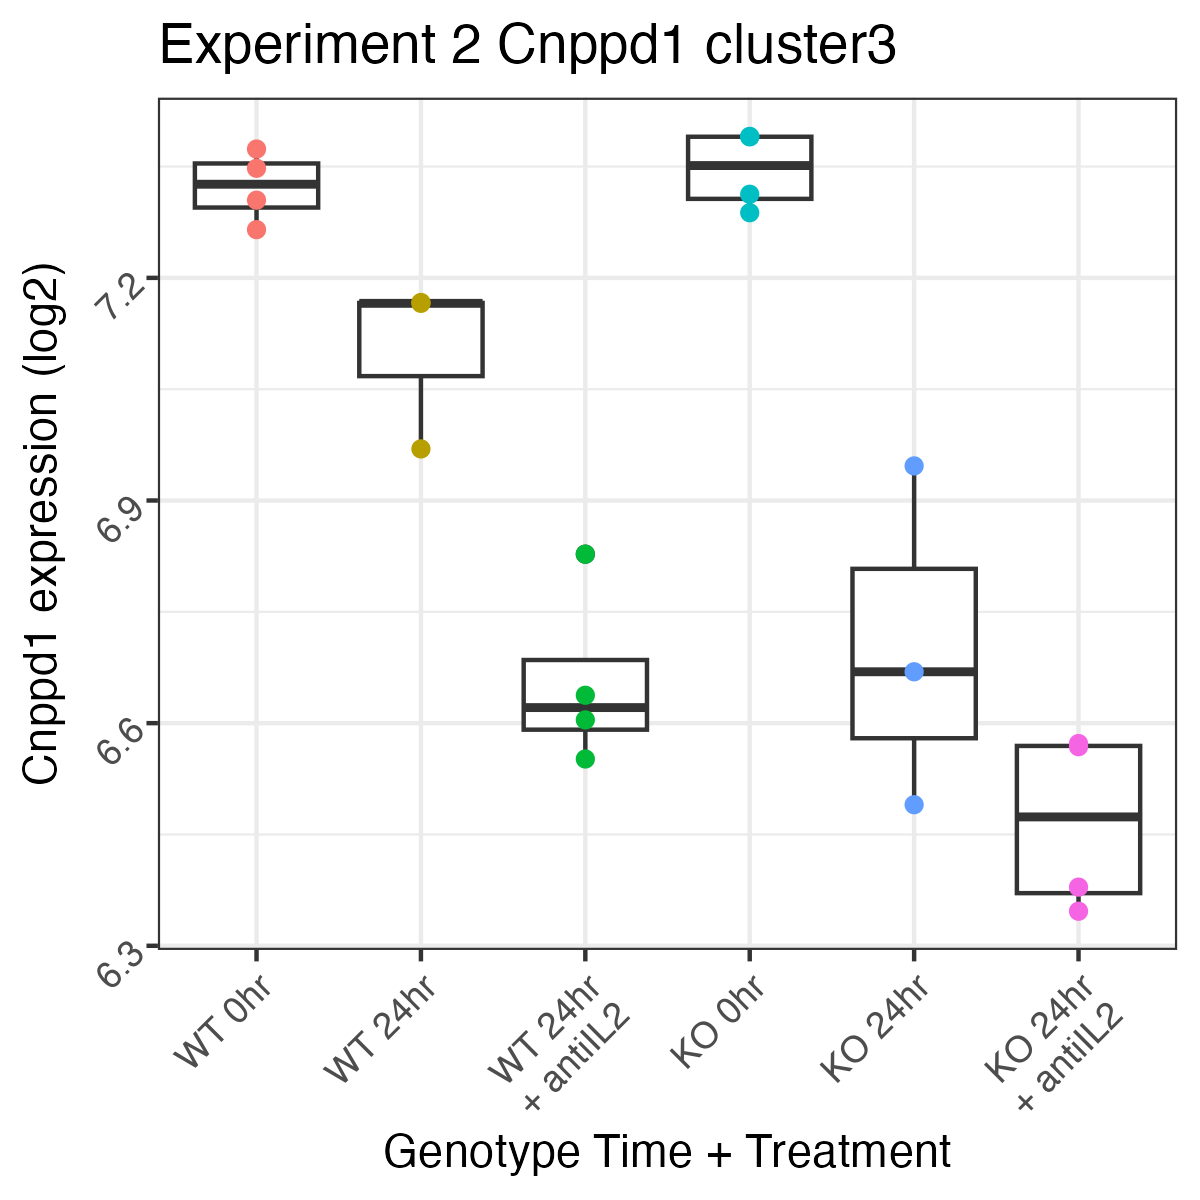 Experiment 2 Cnppd1 cluster3
Cnppd1 expression (log2)
7.2
6.9
6.6
6.3
WT 0hr
WT 24hr
WT 24hr
+ antiIL2
KO 0hr
KO 24hr
KO 24hr
+ antiIL2
Genotype Time + Treatment